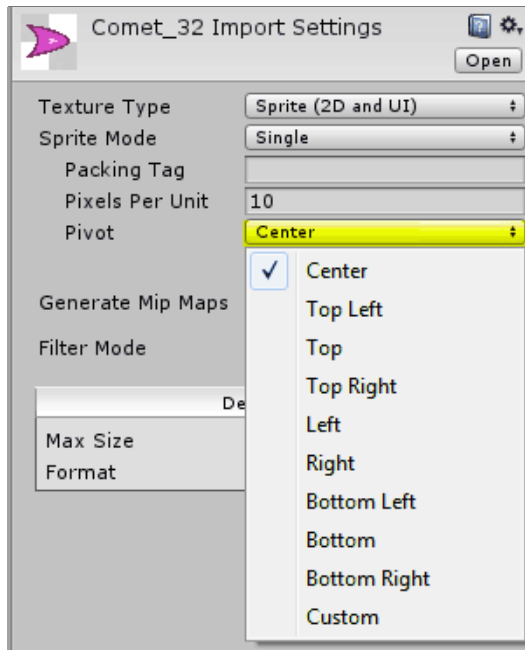 Comet_32 Import Settings
Open
Texture Type Sprite (2D and UI)
Sprite Mode Single
Packing Tag
Pixels Per Unit 10
Pivot Center
Center
Generate Mip Maps Top Left
Top
Filter Mode
Top Right
De Left
Max Size Right
Format Bottom Left
Bottom
Bottom Right
Custom